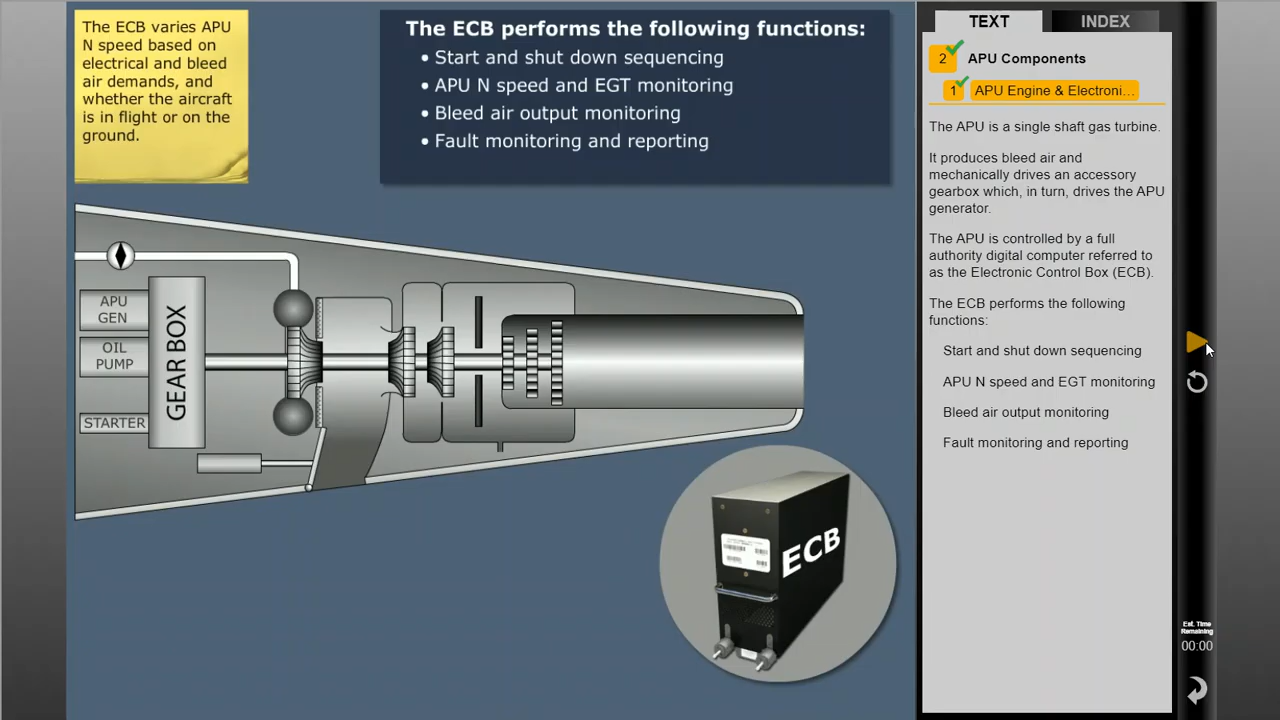 The ECB varies APU
N speed based on
electrical and bleed
air demands, and
whether the aircraft
is in flight or on the
ground.
The ECB performs the following functions:
• Start and shut down sequencing
• APU N speed and EGT monitoring
• Bleed air output monitoring
• Fault monitoring and reporting
APU
GEN
OIL
PUMP
STARTER
GEAR BOX
ECB
TEXT
INDEX
2 APU Components
1 APU Engine & Electroni...
The APU is a single shaft gas turbine.
It produces bleed air and
mechanically drives an accessory
gearbox which, in turn, drives the APU
generator.
The APU is controlled by a full
authority digital computer referred to
as the Electronic Control Box (ECB).
The ECB performs the following
functions:
Start and shut down sequencing
APU N speed and EGT monitoring
Bleed air output monitoring
Fault monitoring and reporting
Est. Time
Remaining
00:00